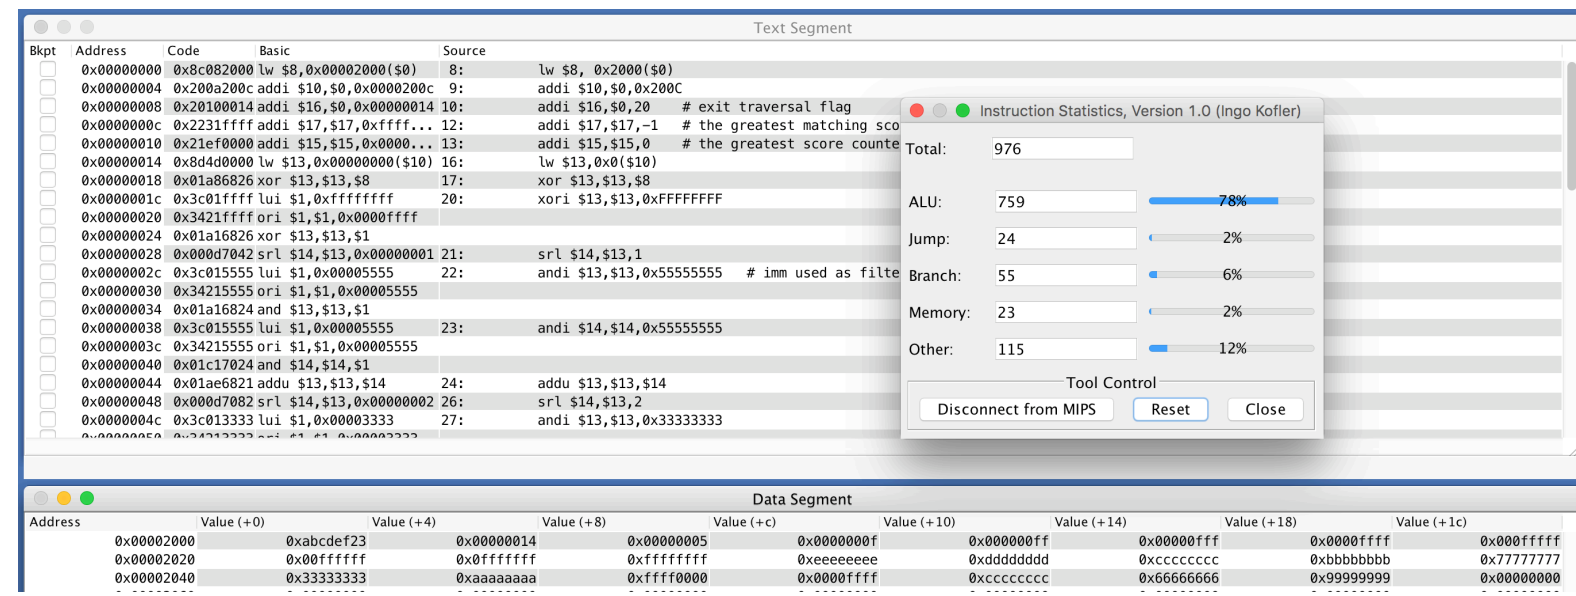 Text Segment
Bkpt Address Code Basic Source
0x00000000 0x8c082000 lw $8,0x00002000($0) 8: lw $8, 0x2000($0)
0x00000004 0x200a200c addi $10,$0,0x0000200c 9: addi $10,$0,0x200C
0x00000008 0x20100014 addi $16,$0,0x00000014 10: addi $16,$0,20 # exit traversal flag
0x0000000c 0x2231ffff addi $17,$17,0xffff... 12: addi $17,$17,-1 # the greatest matching sco
0x00000010 0x21ef0000 addi $15,$15,0x0000... 13: addi $15,$15,0 # the greatest score counte
0x00000014 0x8d4d0000 lw $13,0x00000000($10) 16: lw $13,0x0($10)
0x00000018 0x01a86826 xor $13,$13,$8 17: xor $13,$13,$8
0x0000001c 0x3c01ffff lui $1,0xffffffff 20: xori $13,$13,0xFFFFFFFF
0x00000020 0x3421ffff ori $1,$1,0x0000ffff
0x00000024 0x01a16826 xor $13,$13,$1
0x00000028 0x000d7042 srl $14,$13,0x00000001 21: srl $14,$13,1
0x0000002c 0x3c015555 lui $1,0x00005555 22: andi $13,$13,0x55555555 # imm used as filte
0x00000030 0x34215555 ori $1,$1,0x00005555
0x00000034 0x01a16824 and $13,$13,$1
0x00000038 0x3c015555 lui $1,0x00005555 23: andi $14,$14,0x55555555
0x0000003c 0x34215555 ori $1,$1,0x00005555
0x00000040 0x01c17024 and $14,$14,$1
0x00000044 0x01ae6821 addu $13,$13,$14 24: addu $13,$13,$14
0x00000048 0x000d7082 srl $14,$13,0x00000002 26: srl $14,$13,2
0x0000004c 0x3c013333 lui $1,0x00003333 27: andi $13,$13,0x33333333
0x00000050 0x34213333 ori $1,$1,0x00003333
Instruction Statistics, Version 1.0 (Ingo Kofler)
Total: 976
ALU: 759 78%
Jump: 24 2%
Branch: 55 6%
Memory: 23 2%
Other: 115 12%
Tool Control
Disconnect from MIPS Reset Close
Data Segment
Address Value (+0) Value (+4) Value (+8) Value (+c) Value (+10) Value (+14) Value (+18) Value (+1c)
0x00002000 0xabcdef23 0x00000014 0x00000005 0x0000000f 0x000000ff 0x00000fff 0x0000ffff 0x000fffff
0x00002020 0x00ffffff 0x0fffffff 0xffffffff 0xeeeeeeee 0xdddddddd 0xcccccccc 0xbbbbbbbb 0x77777777
0x00002040 0x33333333 0xaaaaaaaa 0xffff0000 0x0000ffff 0xcccccccc 0x66666666 0x99999999 0x00000000